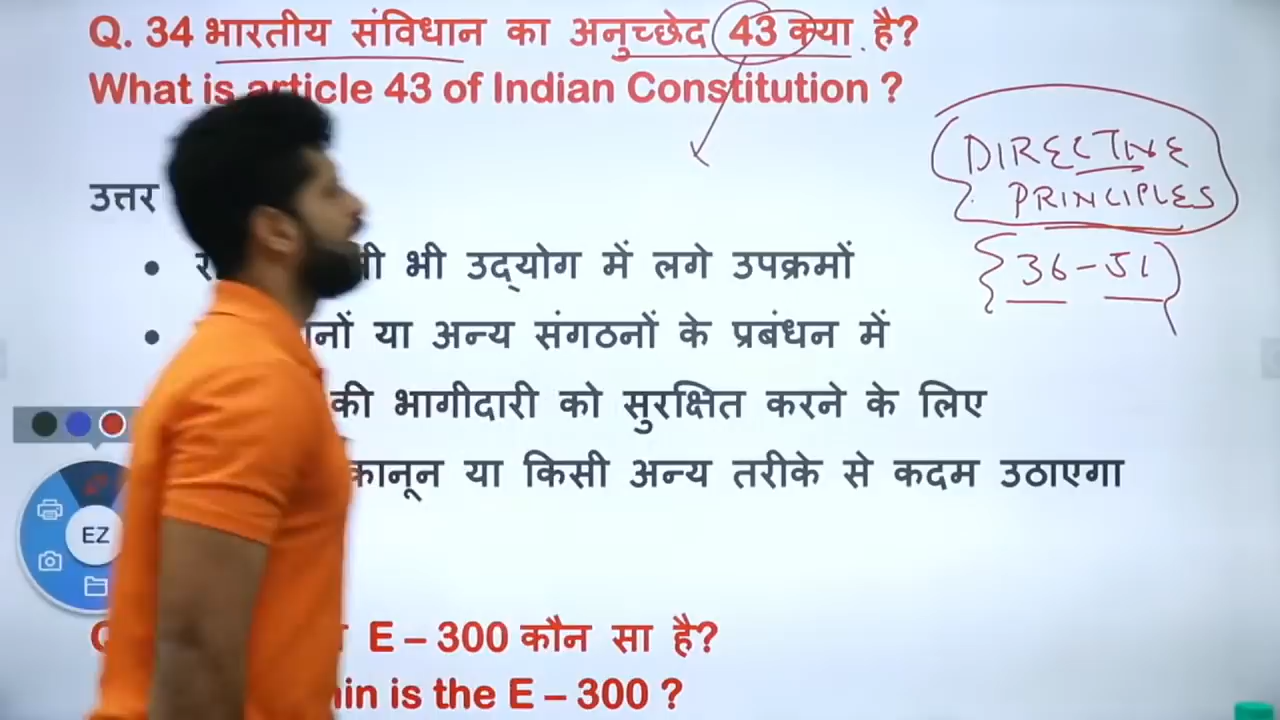 Q. 34 भारतीय संविधान का अनुच्छेद 43 क्या है?
What is article 43 of Indian Constitution ?
DIRECTIVE
PRINCIPLES
36-51
उत्तर
भी उद्योग में लगे उपक्रमों
या अन्य संगठनों के प्रबंधन में
की भागीदारी को सुरक्षित करने के लिए
कानून या किसी अन्य तरीके से कदम उठाएगा
EZ
E – 300 कौन सा है?
is the E – 300 ?